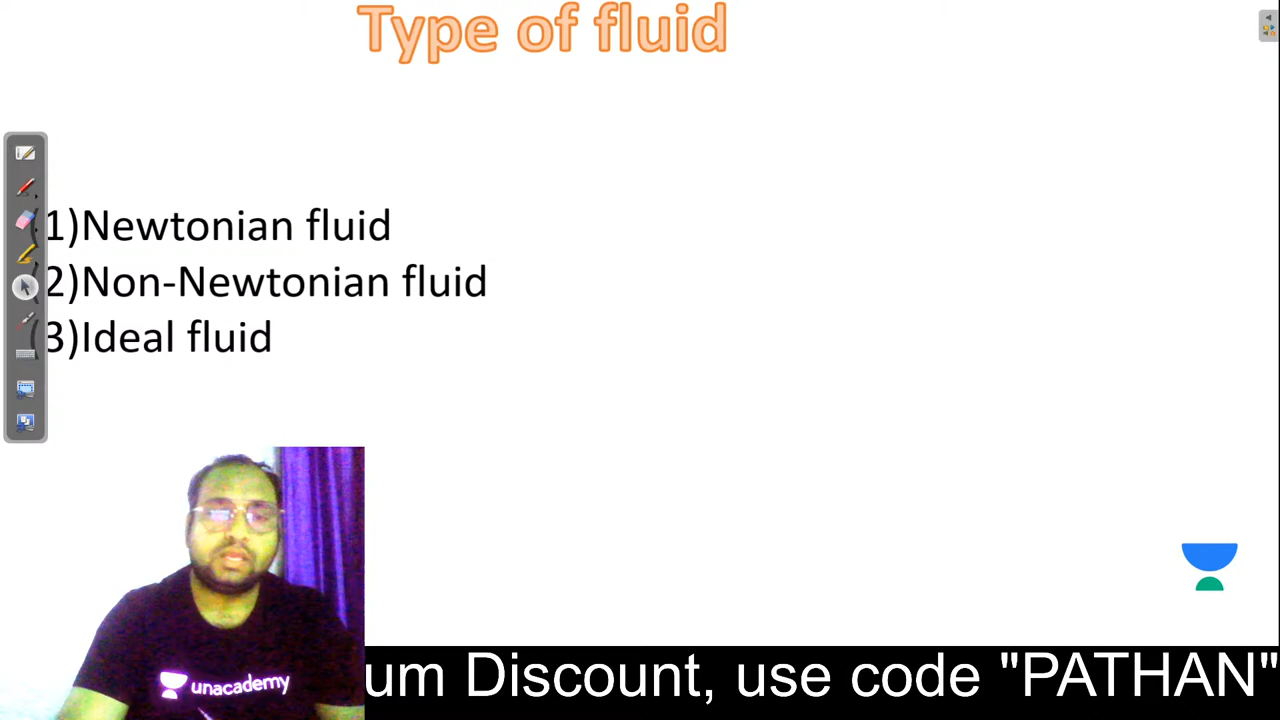 Type of fluid
(1)Newtonian fluid
(2)Non-Newtonian fluid
(3)Ideal fluid
unacademy
um Discount, use code "PATHAN"